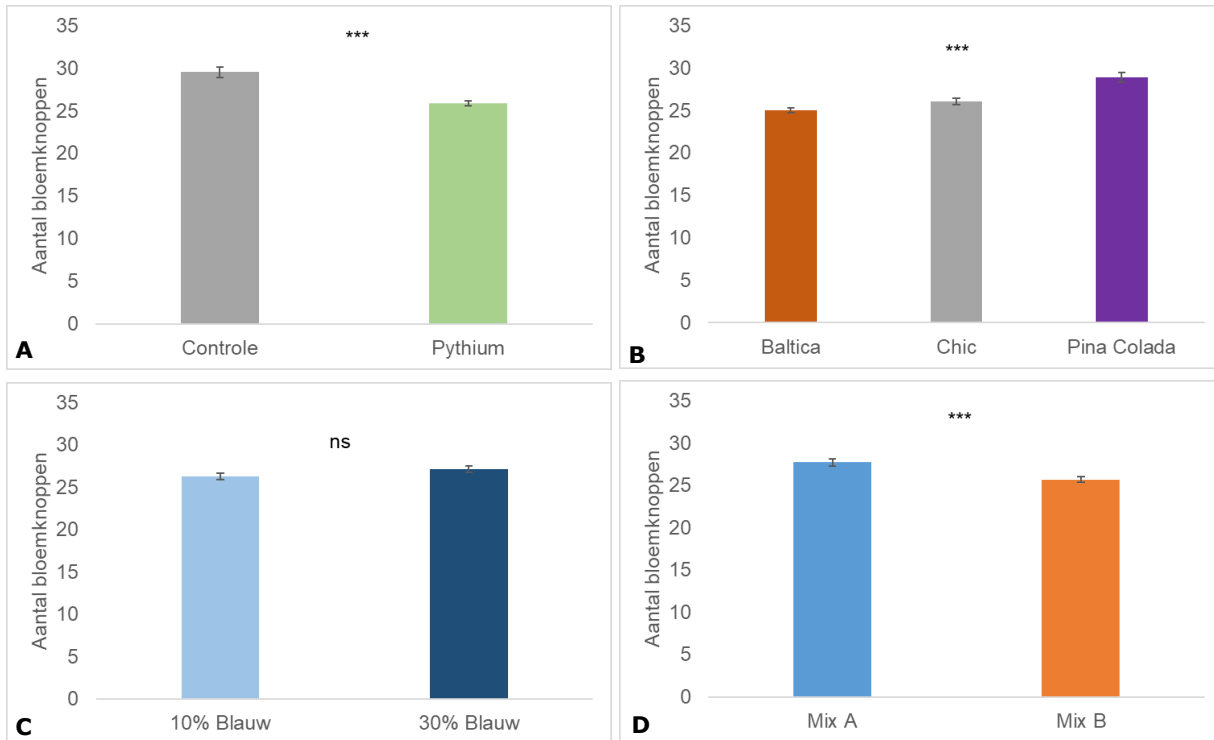 35
30
25
20
15
10
5
0
Aantal bloemknoppen
***
Controle
Pythium
A
35
30
25
20
15
10
5
0
Aantal bloemknoppen
***
Baltica
Chic
Pina Colada
B
35
30
25
20
15
10
5
0
Aantal bloemknoppen
ns
10% Blauw
30% Blauw
C
35
30
25
20
15
10
5
0
Aantal bloemknoppen
***
Mix A
Mix B
D